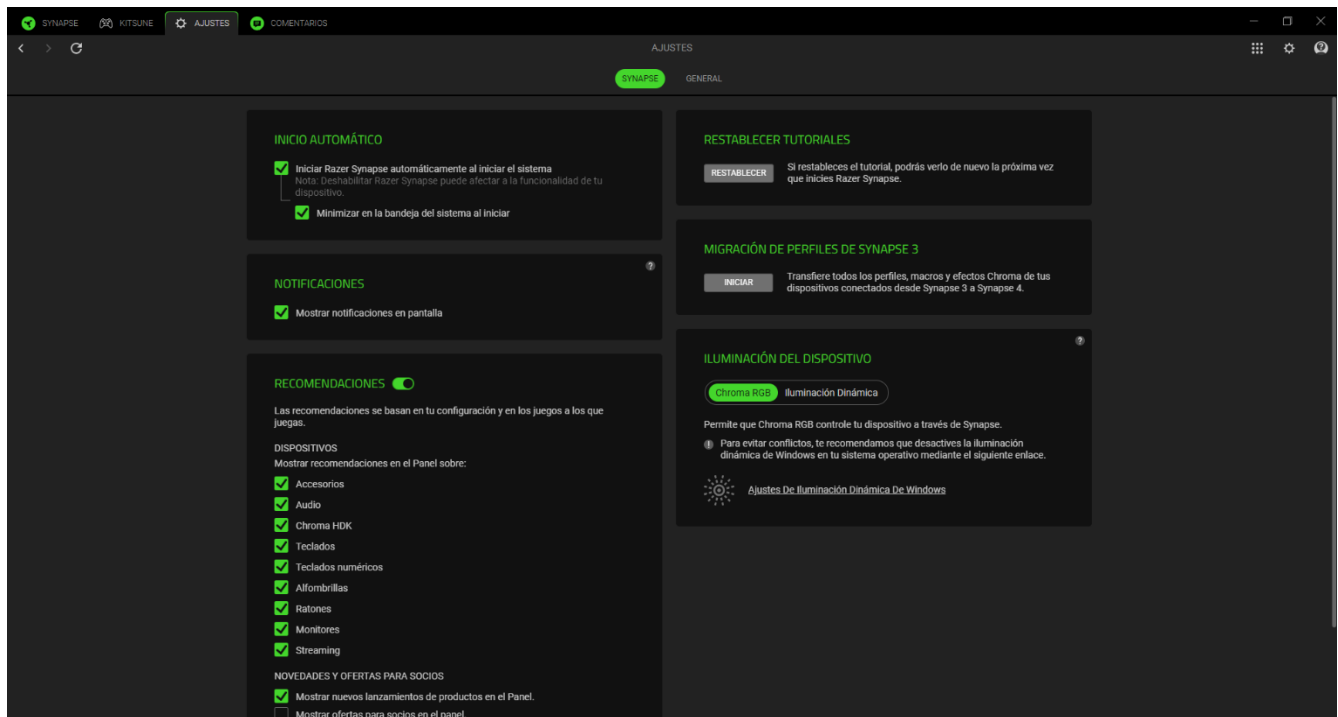 SYNAPSE
KITSUNE
AJUSTES
COMENTARIOS
AJUSTES
SYNAPSE
GENERAL
INICIO AUTOMÁTICO
Iniciar Razer Synapse automáticamente al iniciar el sistema
Nota: Deshabilitar Razer Synapse puede afectar a la funcionalidad de tu
dispositivo.
Minimizar en la bandeja del sistema al iniciar
NOTIFICACIONES
Mostrar notificaciones en pantalla
RECOMENDACIONES
Las recomendaciones se basan en tu configuración y en los juegos a los que
juegas.
DISPOSITIVOS
Mostrar recomendaciones en el Panel sobre:
Accesorios
Audio
Chroma HDK
Teclados
Teclados numéricos
Alfombrillas
Ratones
Monitores
Streaming
NOVEDADES Y OFERTAS PARA SOCIOS
Mostrar nuevos lanzamientos de productos en el Panel.
Mostrar ofertas para socios en el panel
RESTABLECER TUTORIALES
RESTABLECER
Si restableces el tutorial, podrás verlo de nuevo la próxima vez
que inicies Razer Synapse.
MIGRACIÓN DE PERFILES DE SYNAPSE 3
INICIAR
Transfiere todos los perfiles, macros y efectos Chroma de tus
dispositivos conectados desde Synapse 3 a Synapse 4.
ILUMINACIÓN DEL DISPOSITIVO
Chroma RGB
Iluminación Dinámica
Permite que Chroma RGB controle tu dispositivo a través de Synapse.
Para evitar conflictos, te recomendamos que desactives la iluminación
dinámica de Windows en tu sistema operativo mediante el siguiente enlace.
Ajustes De Iluminación Dinámica De Windows